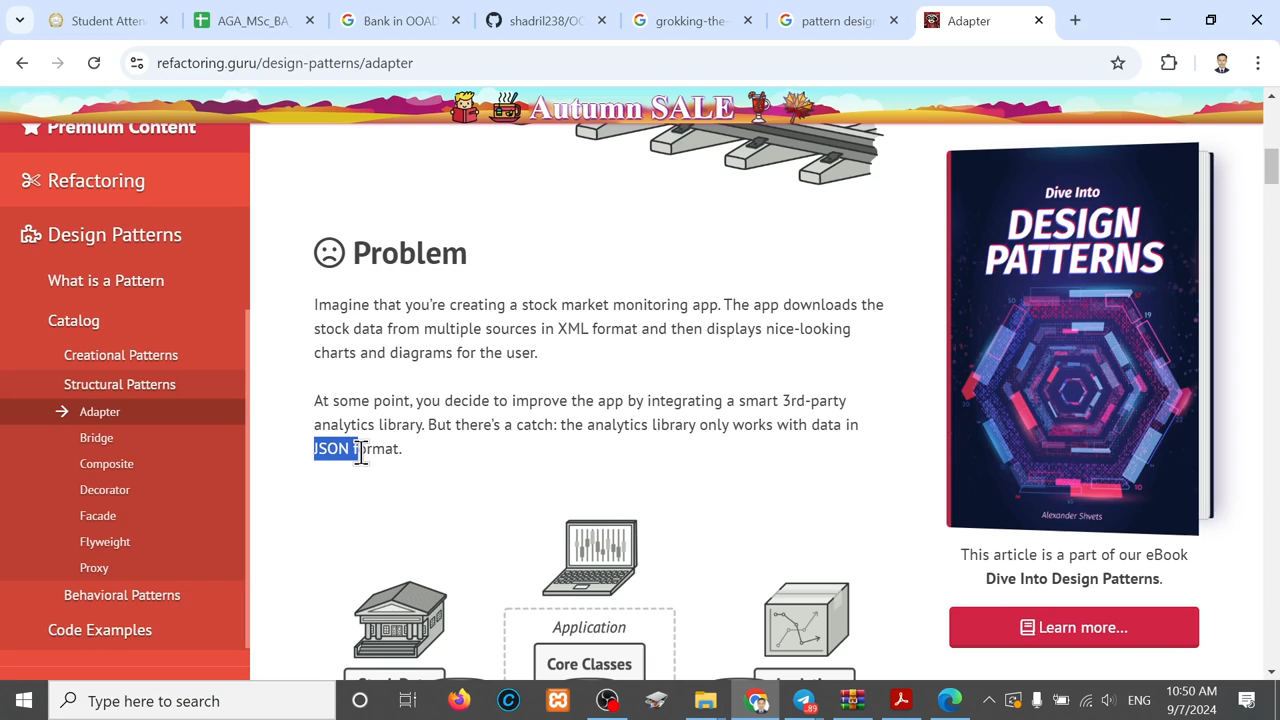 Student Atten
AGA_MSc_BA_
Bank in OOAD
shadril238/OO
grokking-the-
pattern design
Adapter
refactoring.guru/design-patterns/adapter
Autumn SALE
Premium Content
Refactoring
Design Patterns
What is a Pattern
Catalog
Creational Patterns
Structural Patterns
Adapter
Bridge
Composite
Decorator
Facade
Flyweight
Proxy
Behavioral Patterns
Code Examples
Problem
Imagine that you're creating a stock market monitoring app. The app downloads the
stock data from multiple sources in XML format and then displays nice-looking
charts and diagrams for the user.
At some point, you decide to improve the app by integrating a smart 3rd-party
analytics library. But there's a catch: the analytics library only works with data in
JSON format.
Application
Core Classes
Dive Into
DESIGN
PATTERNS
Alexander Shvets
This article is a part of our eBook
Dive Into Design Patterns.
Learn more...
Type here to search
89
ENG
10:50 AM
9/7/2024